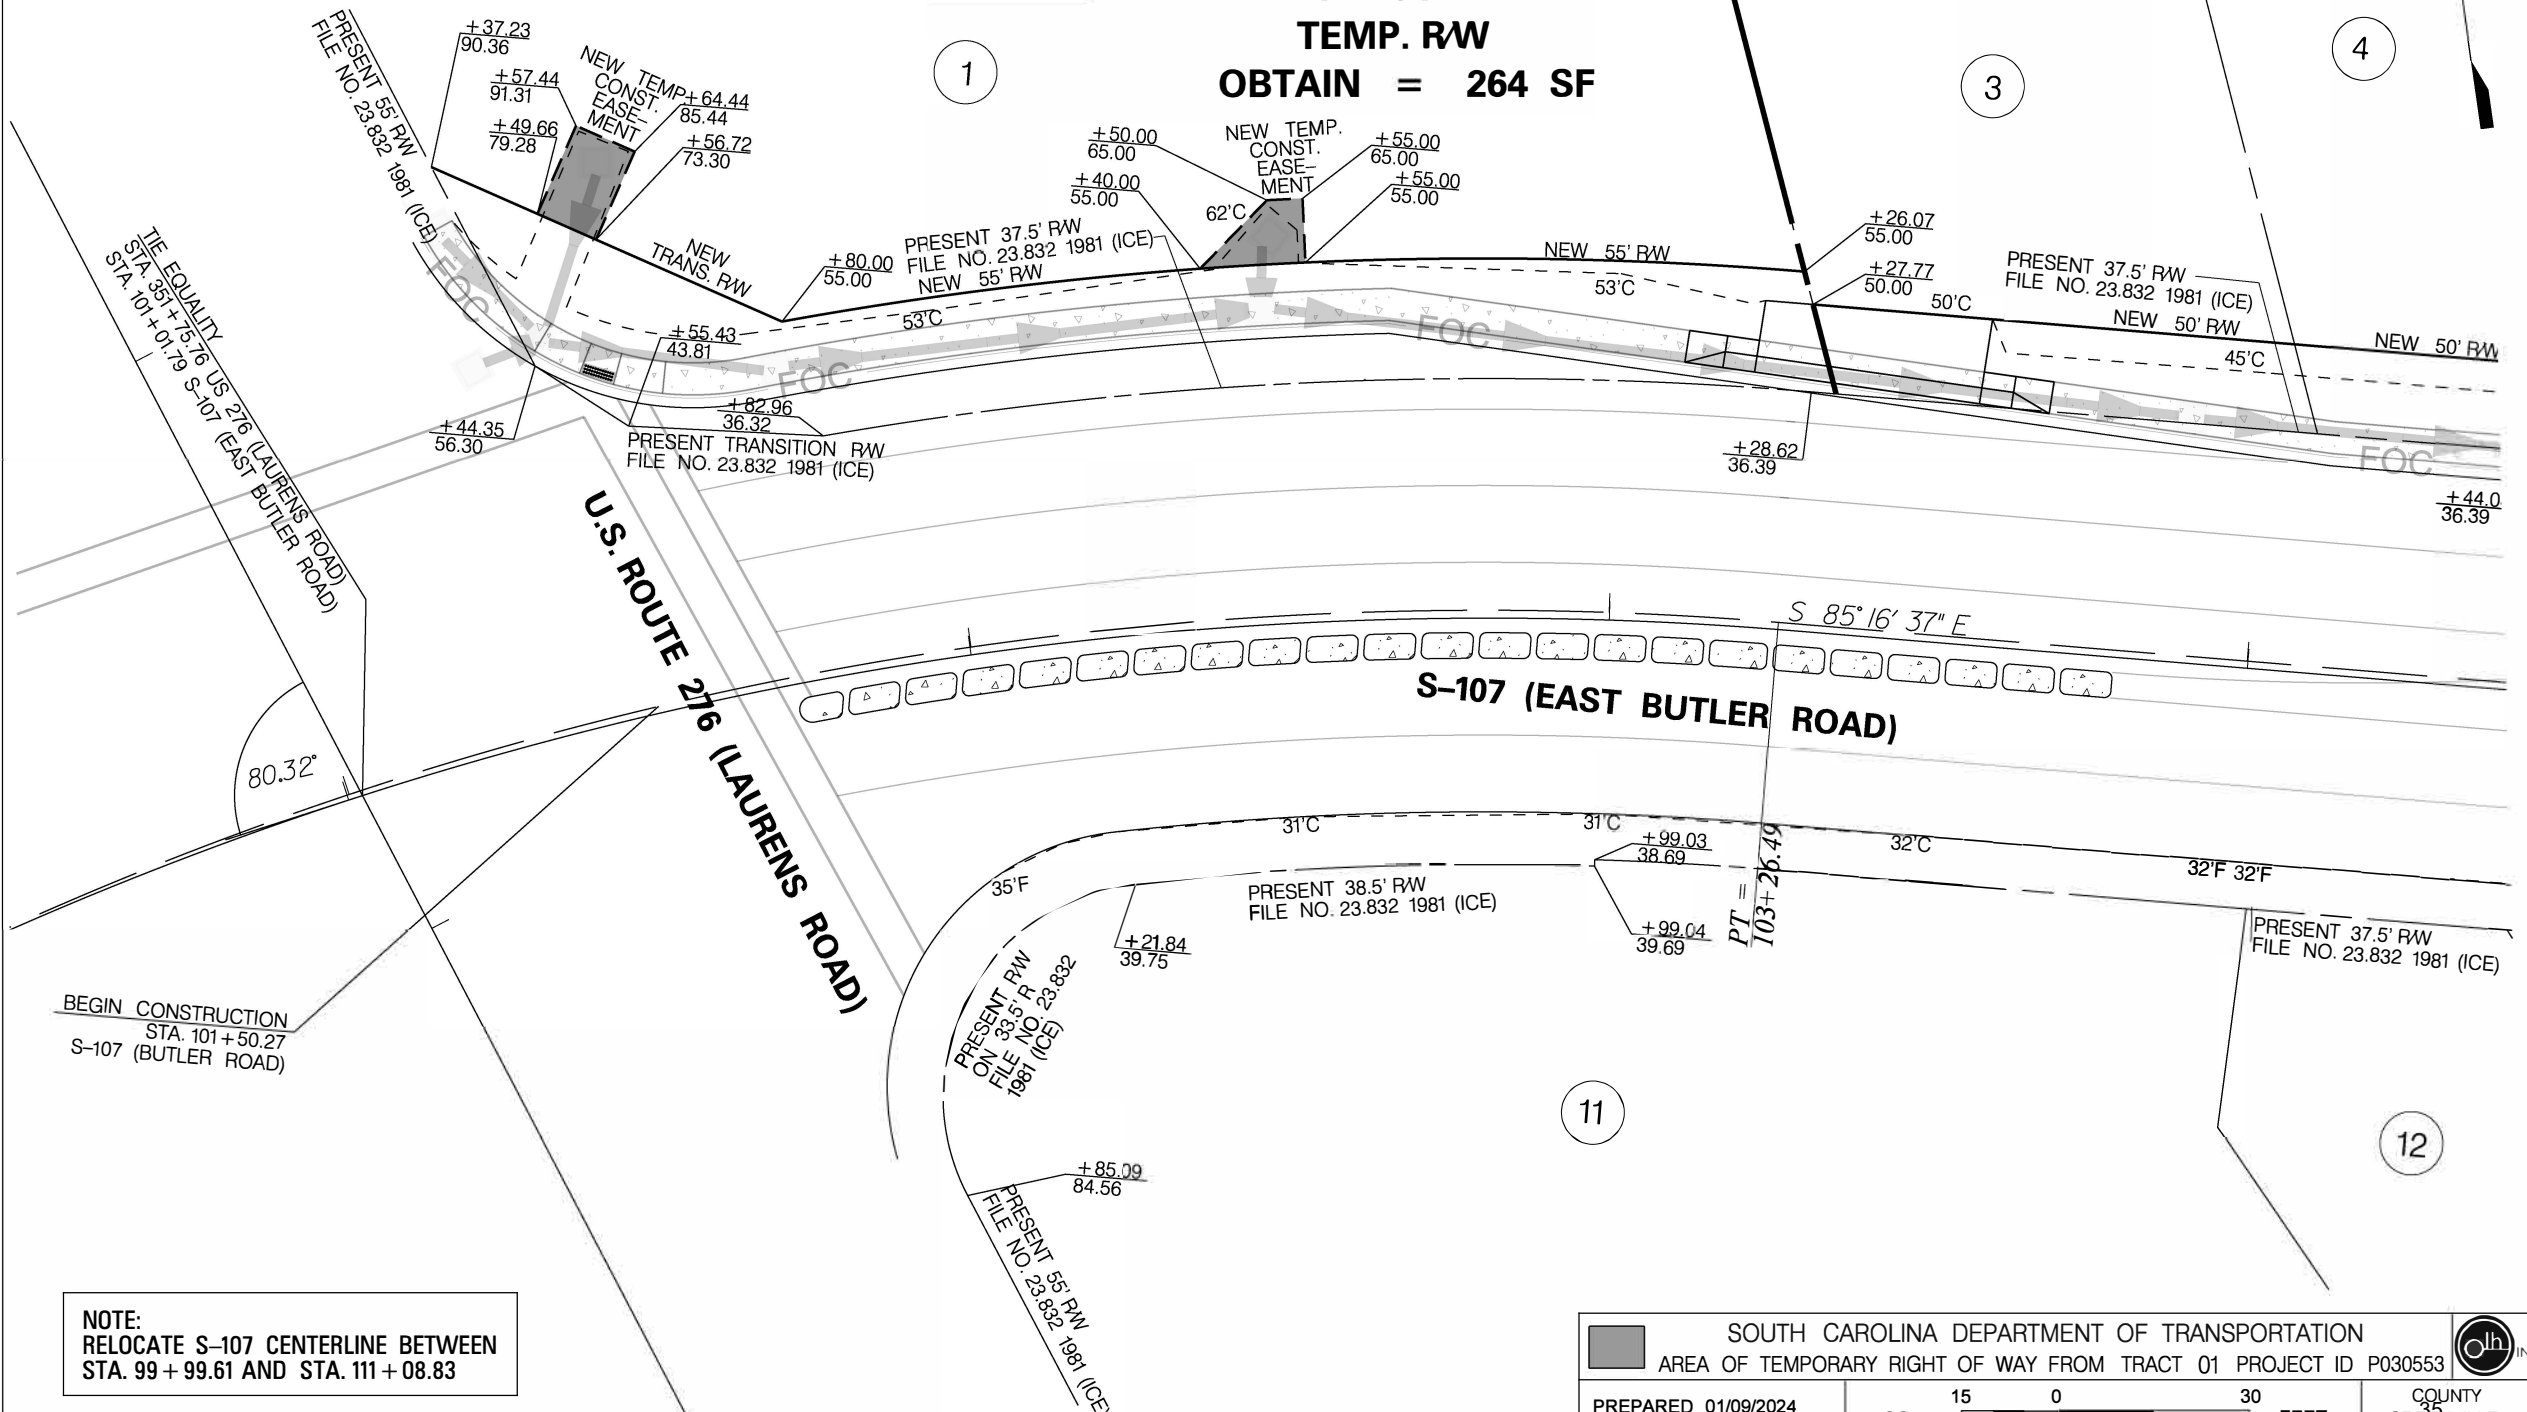 TEMP. R/W
OBTAIN = 264 SF
1
3
4
+37.23
90.36
+57.44
91.31
+49.66
79.28
NEW TEMP.
CONST.
EASE-
MENT
+64.44
85.44
+56.72
73.30
PRESENT 55' R/W
FILE NO. 23.832 1981 (ICE)
TIE EQUALITY
STA. 351+75.76 US 276 (LAURENS ROAD)
STA. 101+01.79 S-107 (EAST BUTLER ROAD)
NEW
TRANS. R/W
+80.00
55.00
PRESENT 37.5' R/W
FILE NO. 23.832 1981 (ICE)
NEW 55' R/W
+50.00
65.00
+40.00
55.00
NEW TEMP.
CONST.
EASE-
MENT
62'C
+55.00
65.00
+55.00
55.00
NEW 55' R/W
53'C
+26.07
55.00
+27.77
50.00
50'C
PRESENT 37.5' R/W
FILE NO. 23.832 1981 (ICE)
NEW 50' R/W
45'C
NEW 50' R/W
FOC
53'C
+55.43
43.81
FOC
FOC
FOC
+82.96
36.32
+44.35
56.30
PRESENT TRANSITION R/W
FILE NO. 23.832 1981 (ICE)
+28.62
36.39
+44.0
36.39
U.S. ROUTE 276 (LAURENS ROAD)
S 85° 16' 37" E
S-107 (EAST BUTLER ROAD)
80.32°
31'C
31'C
+99.03
38.69
32'C
32'F 32'F
35'F
PRESENT 38.5' R/W
FILE NO. 23.832 1981 (ICE)
+21.84
39.75
+99.04
39.69
PT =
103+26.49
PRESENT 37.5' R/W
FILE NO. 23.832 1981 (ICE)
BEGIN CONSTRUCTION
STA. 101+50.27
S-107 (BUTLER ROAD)
PRESENT R/W
ON 33.5' R
FILE NO. 23.832
1981 (ICE)
11
12
+85.09
84.56
PRESENT 55' R/W
FILE NO. 23.832 1981 (ICE)
NOTE:
RELOCATE S-107 CENTERLINE BETWEEN
STA. 99+99.61 AND STA. 111+08.83
SOUTH CAROLINA DEPARTMENT OF TRANSPORTATION
AREA OF TEMPORARY RIGHT OF WAY FROM TRACT 01 PROJECT ID P030553
olh
IN
PREPARED 01/09/2024
15 0 30
COUNTY
35